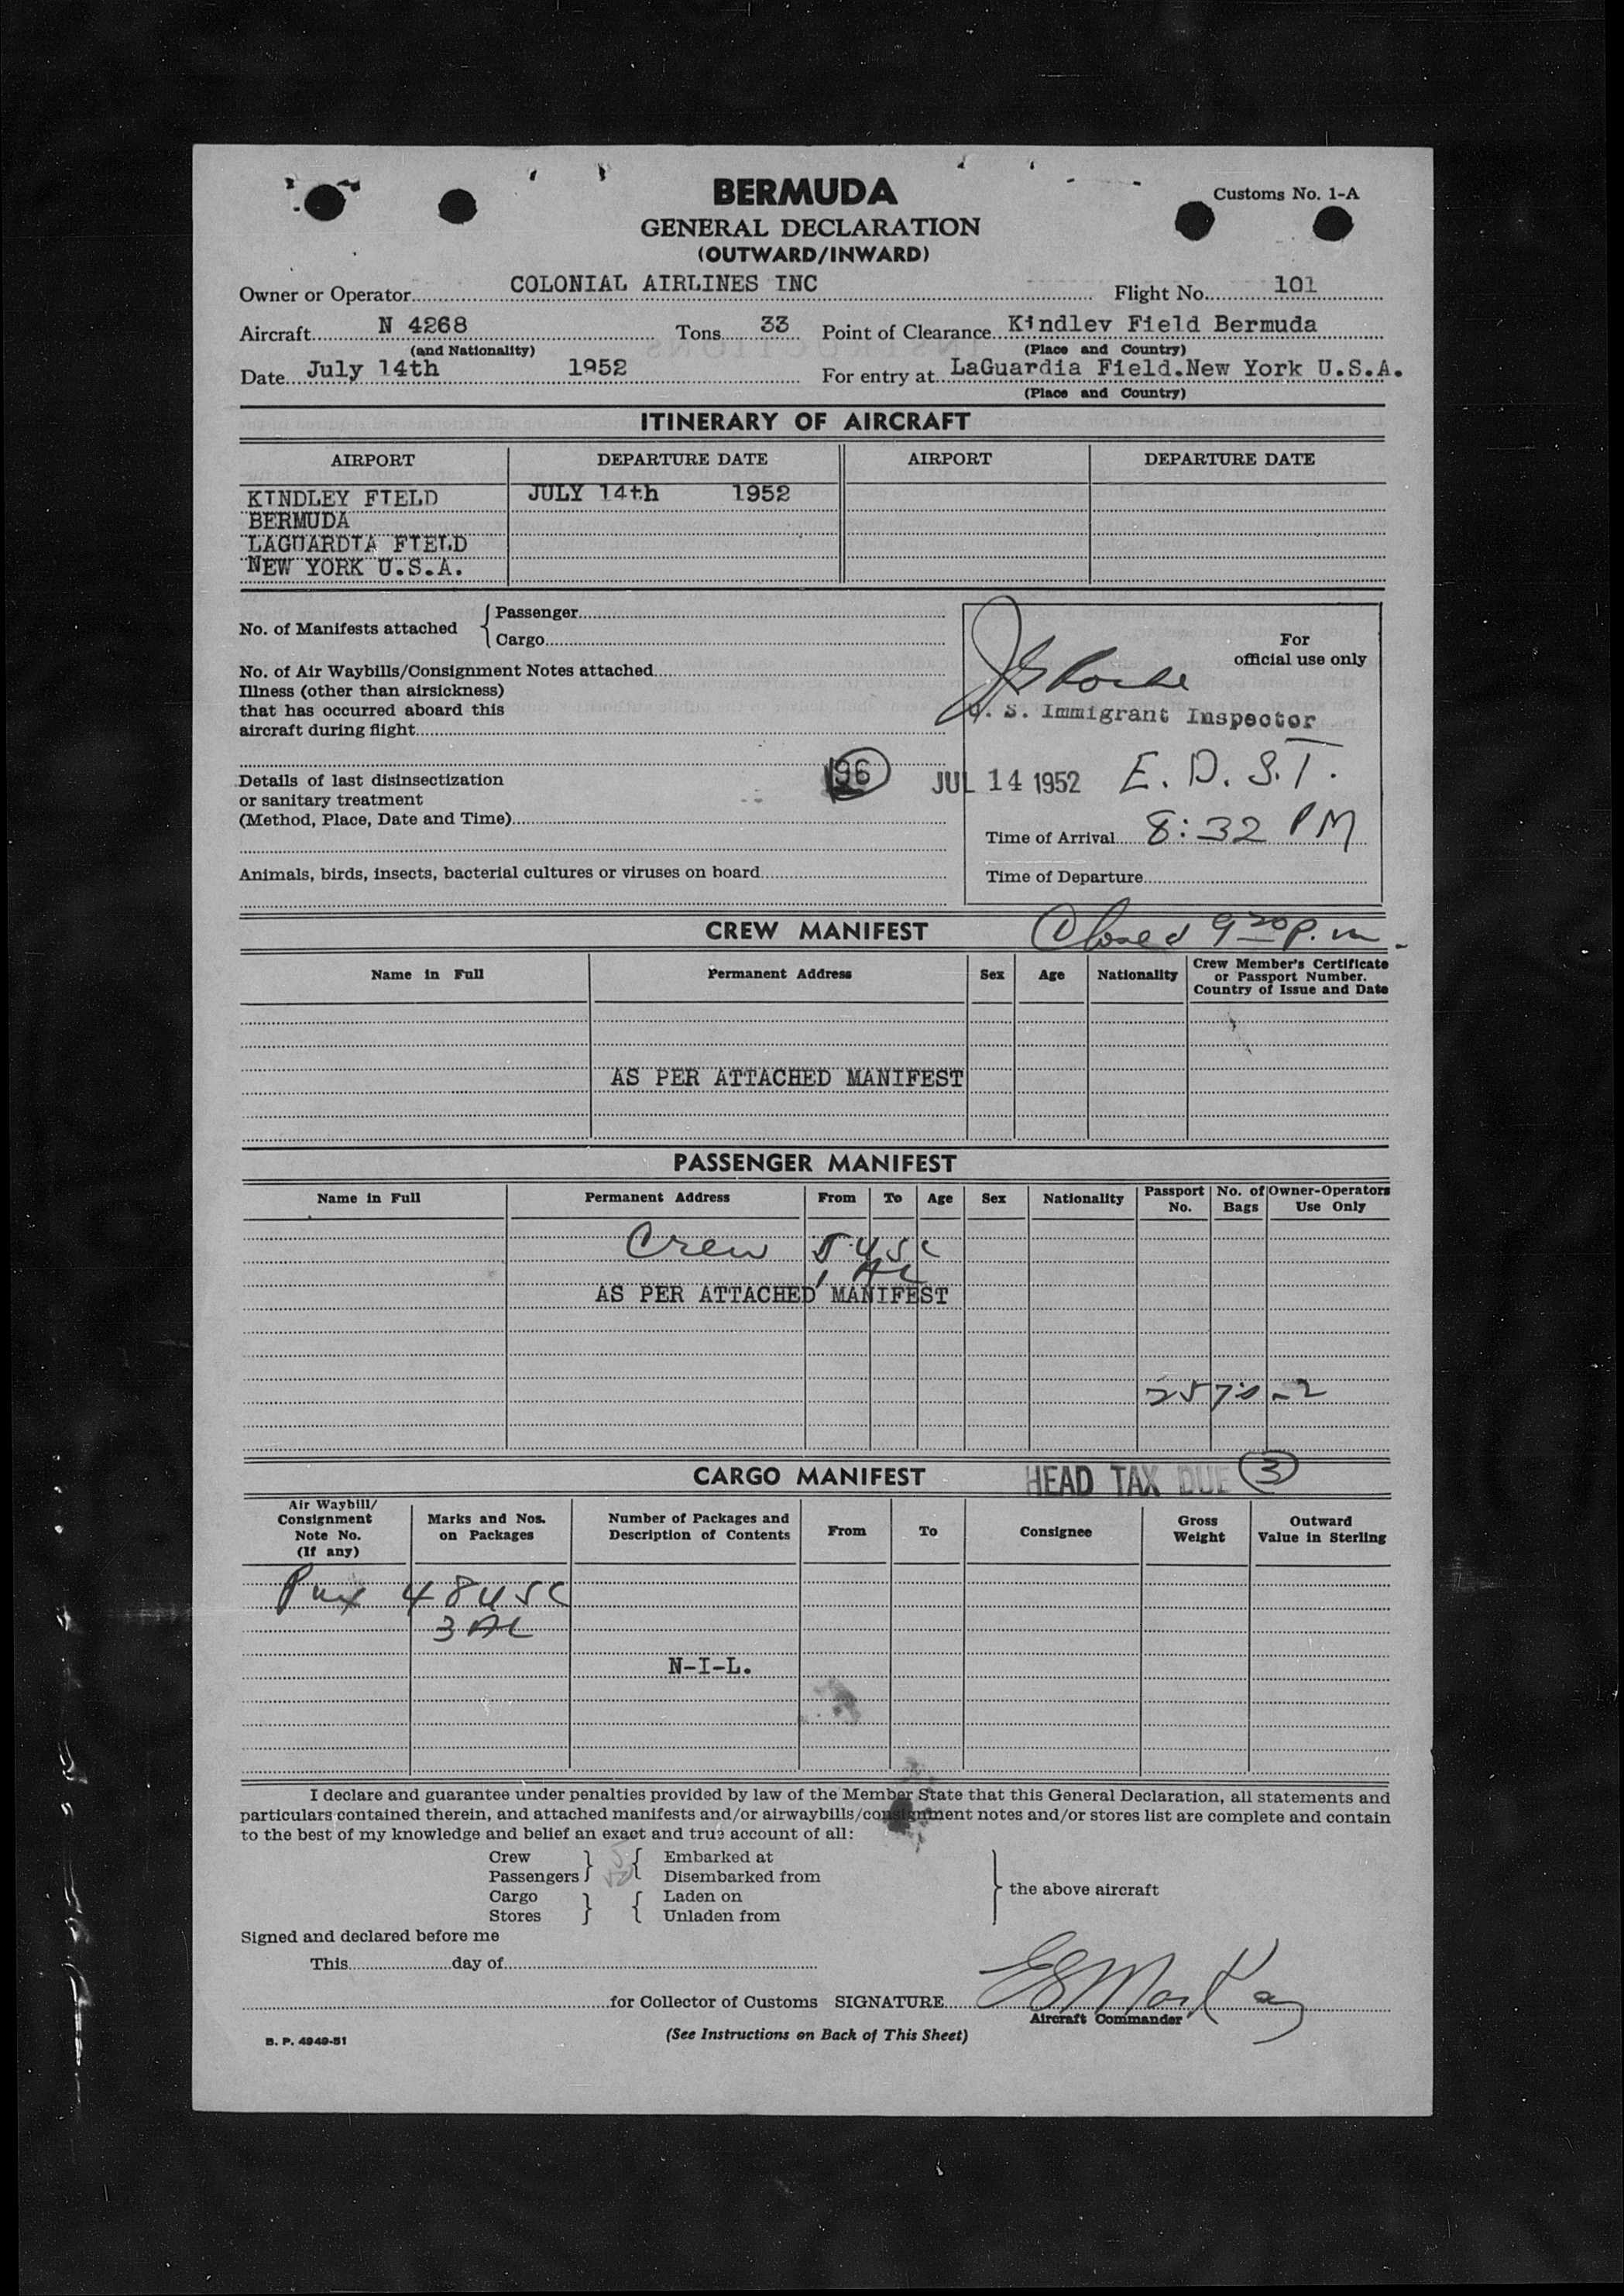 BERMUDA
Customs No. 1-A
GENERAL DECLARATION
(OUTWARD/INWARD)
Owner or Operator COLONIAL AIRLINES INC Flight No. 101
Aircraft N 4268 Tons 33 Point of Clearance Kindley Field Bermuda
(and Nationality) (Place and Country)
Date July 14th 1952 For entry at LaGuardia Field.New York U.S.A.
(Place and Country)
ITINERARY OF AIRCRAFT
AIRPORT DEPARTURE DATE AIRPORT DEPARTURE DATE
KINDLEY FIELD JULY 14th 1952
BERMUDA
LAGUARDIA FIELD
NEW YORK U.S.A.
No. of Manifests attached { Passenger
Cargo
For
official use only
No. of Air Waybills/Consignment Notes attached
Illness (other than airsickness)
that has occurred aboard this
aircraft during flight
U. S. Immigrant Inspector
Details of last disinsectization
or sanitary treatment
(Method, Place, Date and Time)
96 JUL 14 1952 E. D. S. T.
Time of Arrival 8:32 PM
Animals, birds, insects, bacterial cultures or viruses on board
Time of Departure
CREW MANIFEST Closed 9 20 p.m.
Name in Full Permanent Address Sex Age Nationality Crew Member's Certificate
or Passport Number.
Country of Issue and Date
AS PER ATTACHED MANIFEST
PASSENGER MANIFEST
Name in Full Permanent Address From To Age Sex Nationality Passport No. No. of Bags Owner-Operators Use Only
Crew 5 USC
1 AL
AS PER ATTACHED MANIFEST
CARGO MANIFEST HEAD TAX DUE 3
Air Waybill/
Consignment
Note No.
(If any)
Marks and Nos.
on Packages
Number of Packages and
Description of Contents
From To Consignee
Gross
Weight
Outward
Value in Sterling
Pax 48 USC
3 AL
N-I-L.
I declare and guarantee under penalties provided by law of the Member State that this General Declaration, all statements and
particulars contained therein, and attached manifests and/or airwaybills/consignment notes and/or stores list are complete and contain
to the best of my knowledge and belief an exact and true account of all:
Crew } { Embarked at
Passengers } { Disembarked from
} the above aircraft
Cargo } { Laden on
Stores } { Unladen from
Signed and declared before me
This day of
for Collector of Customs SIGNATURE
Aircraft Commander
B. P. 4949-51 (See Instructions on Back of This Sheet)